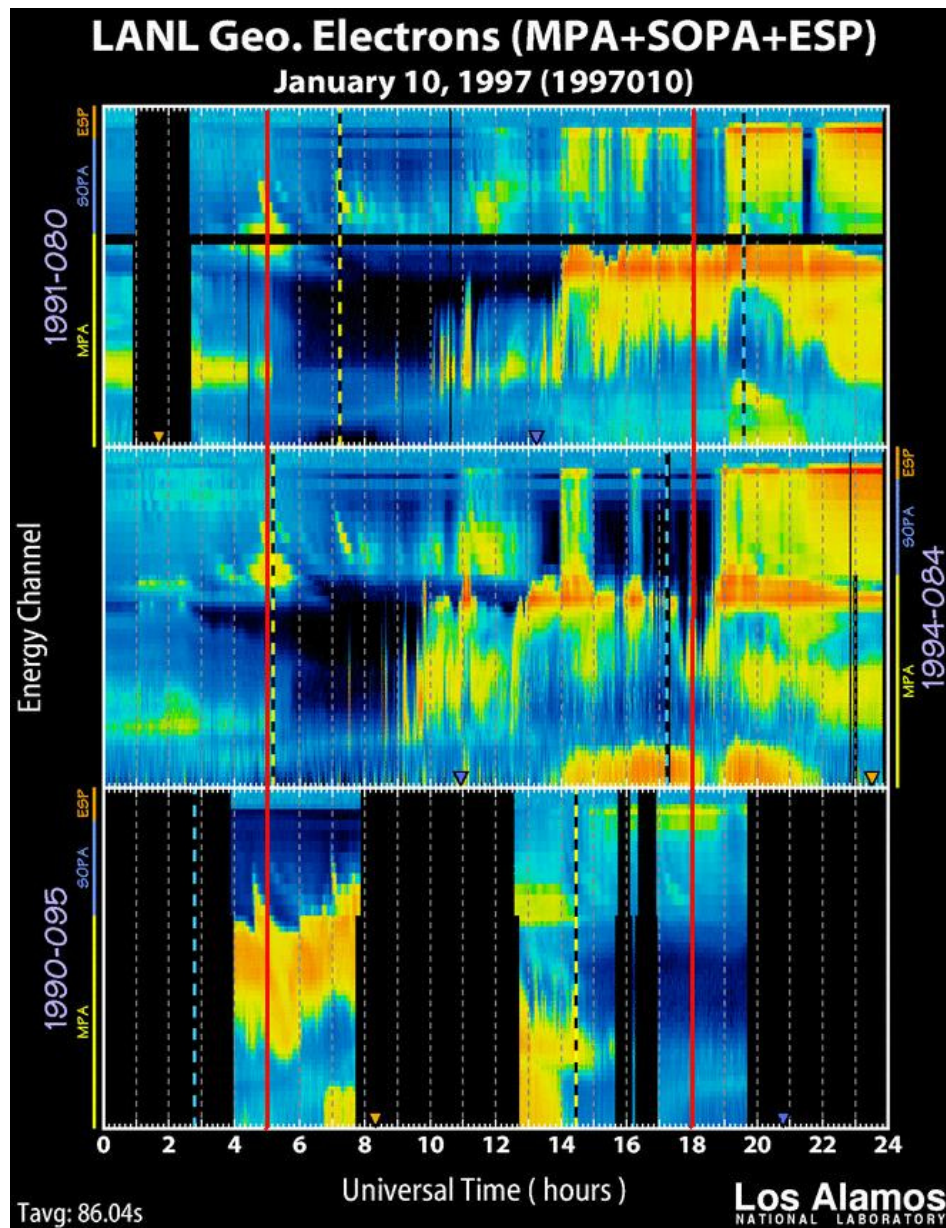 LANL Geo. Electrons (MPA+SOPA+ESP)
January 10, 1997 (1997010)
ESP
SOPA
MPA
1991-080
ESP
SOPA
MPA
1994-084
Energy Channel
ESP
SOPA
MPA
1990-095
0 2 4 6 8 10 12 14 16 18 20 22 24
Universal Time ( hours )
Tavg: 86.04s
Los Alamos
NATIONAL LABORATORY